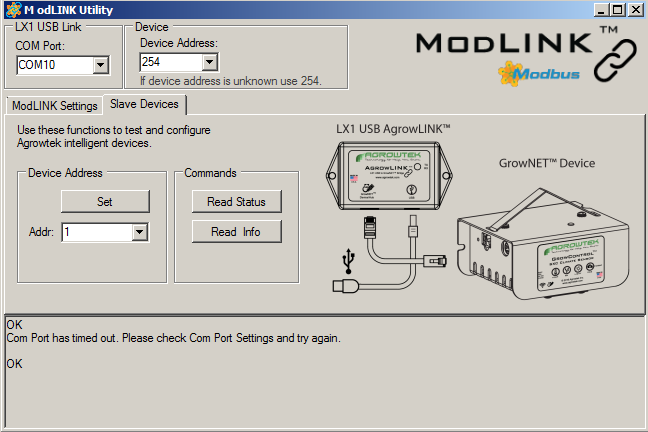 M odLINK Utility
LX1 USB Link
Device
COM Port:
COM10
Device Address:
254
If device address is unknown use 254.
MODLINK™
Modbus
ModLINK Settings
Slave Devices
Use these functions to test and configure
Agrowtek intelligent devices.
Device Address
Set
Addr:
1
Commands
Read Status
Read Info
LX1 USB AgrowLINK™
AGROWTEK
AGROWLINK
GrowNET™ Device
AGROWTEK
GROWCONTROL
OK
Com Port has timed out. Please check Com Port Settings and try again.
OK